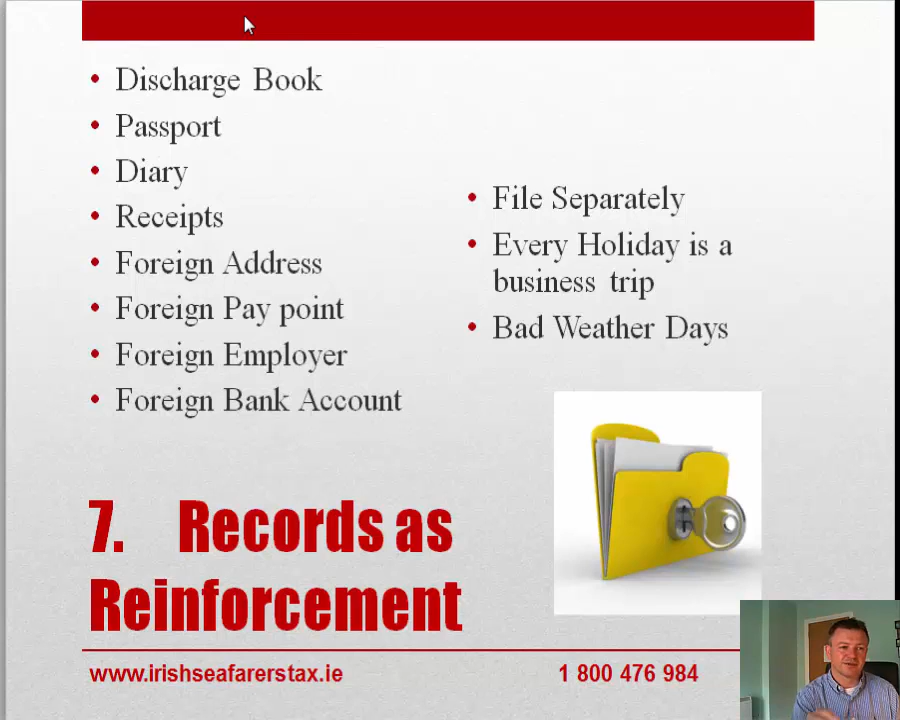 • Discharge Book
• Passport
• Diary
• Receipts
• Foreign Address
• Foreign Pay point
• Foreign Employer
• Foreign Bank Account
• File Separately
• Every Holiday is a
business trip
• Bad Weather Days
7. Records as
Reinforcement
www.irishseafarerstax.ie
1 800 476 984